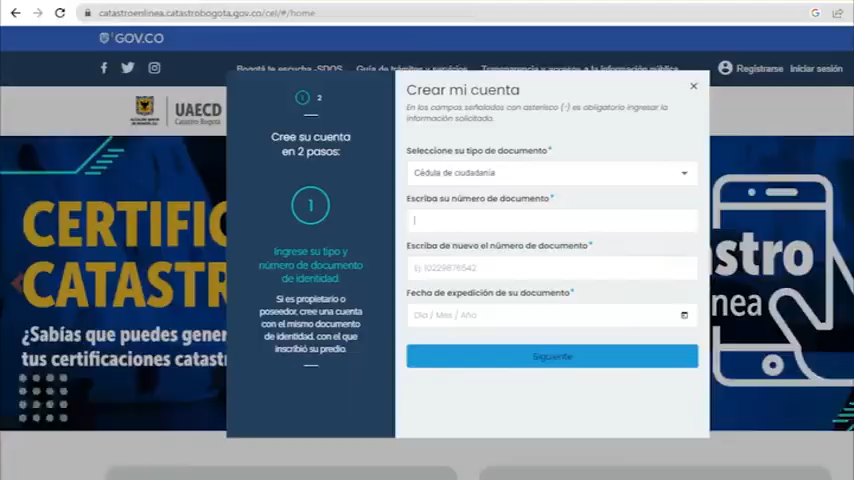 catastroenlinea.catastrobogota.gov.co/cel/#/home
GOV.CO
Bogotá te escucha -SDQS
Guía de trámites y servicios
Transparencia y acceso a la información pública
Registrarse
Iniciar sesión
UAECD
Catastro Bogotá
CERTIFIC
CATASTR
¿Sabías que puedes gener
tus certificaciones catastr
1 2
Cree su cuenta
en 2 pasos:
1
Ingrese su tipo y
número de documento
de identidad.
Si es propietario o
poseedor, cree una cuenta
con el mismo documento
de identidad, con el que
inscribió su predio.
Crear mi cuenta
En los campos señalados con asterisco (*) es obligatorio ingresar la
información solicitada.
Seleccione su tipo de documento*
Cédula de ciudadanía
Escriba su número de documento*
Escriba de nuevo el número de documento*
Ej: 10229876542
Fecha de expedición de su documento*
Día / Mes / Año
Siguiente
astro
nea